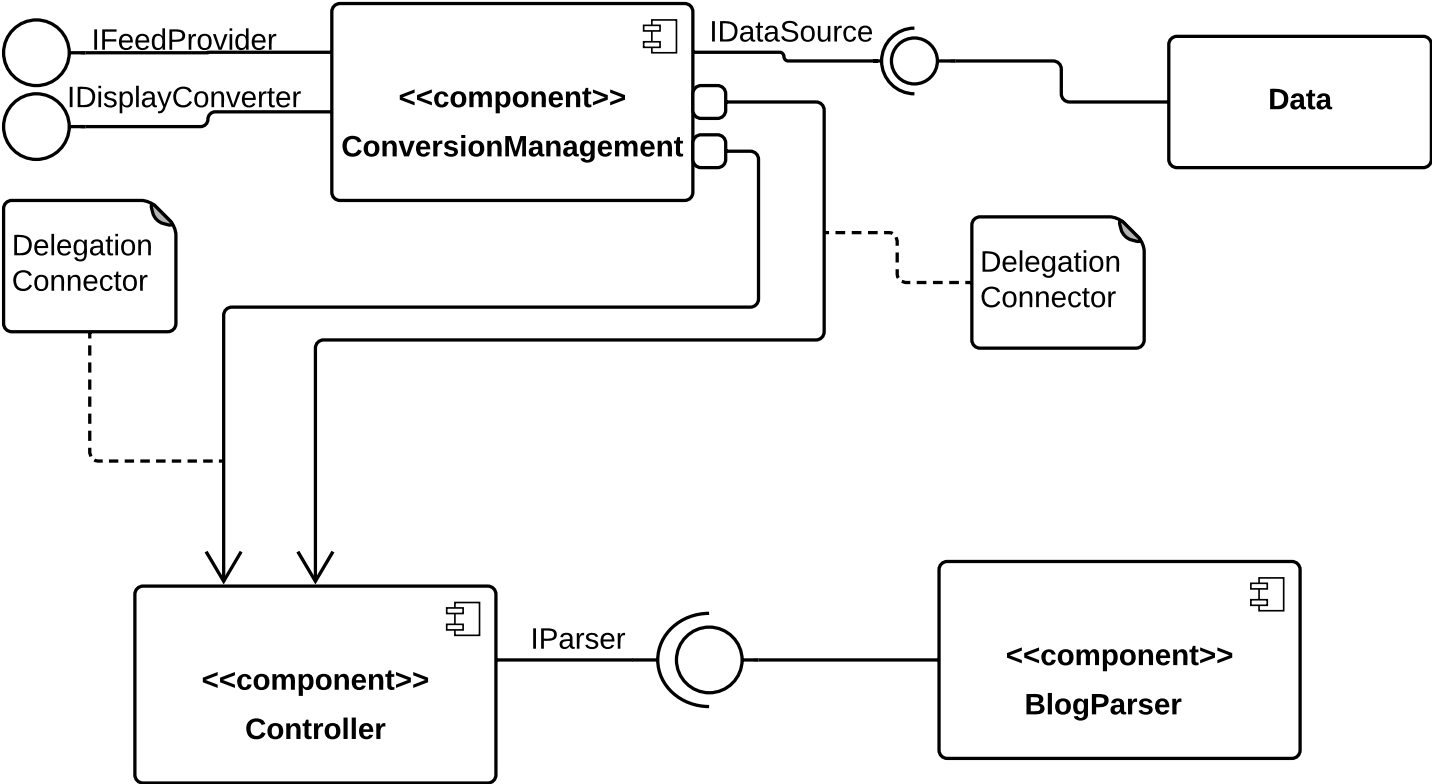 IFeedProvider
IDataSource
IDisplayConverter
<<component>>
ConversionManagement
Data
Delegation
Connector
Delegation
Connector
IParser
<<component>>
Controller
<<component>>
BlogParser